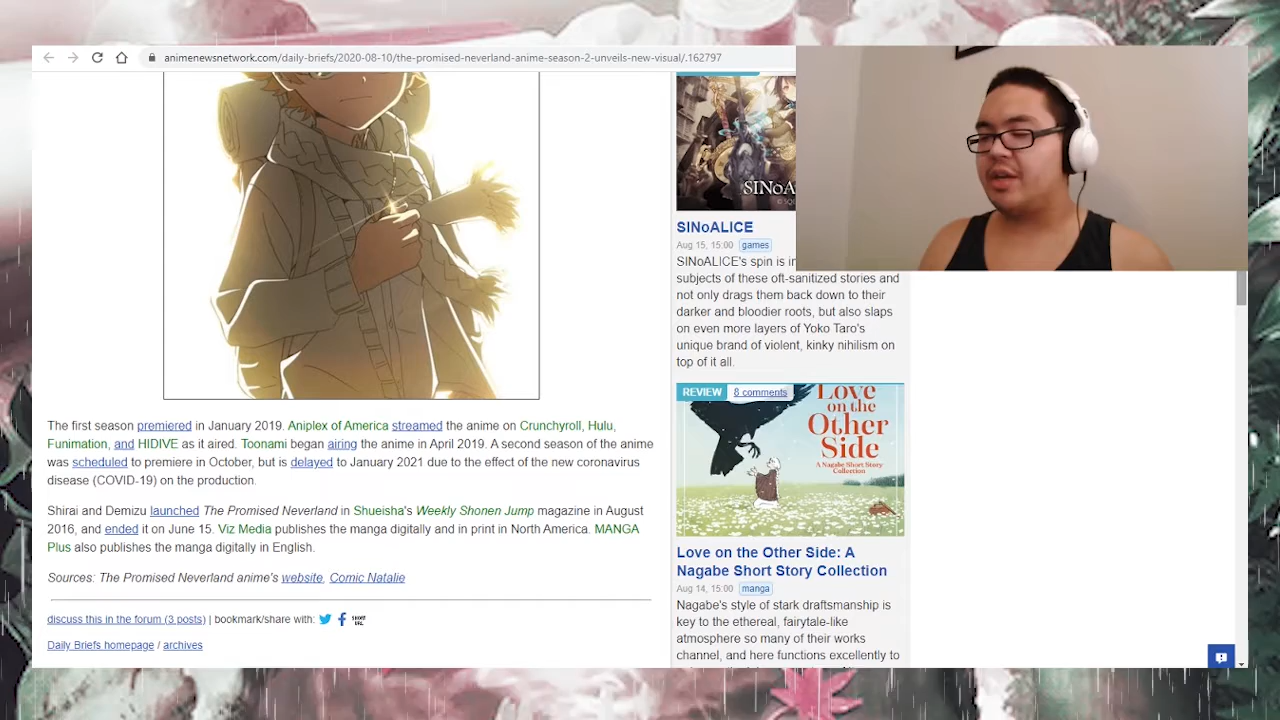 animenewsnetwork.com/daily-briefs/2020-08-10/the-promised-neverland-anime-season-2-unveils-new-visual/.162797
The first season premiered in January 2019. Aniplex of America streamed the anime on Crunchyroll, Hulu,
Funimation, and HIDIVE as it aired. Toonami began airing the anime in April 2019. A second season of the anime
was scheduled to premiere in October, but is delayed to January 2021 due to the effect of the new coronavirus
disease (COVID-19) on the production.
Shirai and Demizu launched The Promised Neverland in Shueisha's Weekly Shonen Jump magazine in August
2016, and ended it on June 15. Viz Media publishes the manga digitally and in print in North America. MANGA
Plus also publishes the manga digitally in English.
Sources: The Promised Neverland anime's website, Comic Natalie
discuss this in the forum (3 posts) | bookmark/share with: SHORT
URL
Daily Briefs homepage / archives
SINoA
SINoALICE
Aug 15, 15:00 games
SINoALICE's spin is in
subjects of these oft-sanitized stories and
not only drags them back down to their
darker and bloodier roots, but also slaps
on even more layers of Yoko Taro's
unique brand of violent, kinky nihilism on
top of it all.
REVIEW 8 comments
Love
on the
Other
Side
A Nagabe Short Story
Collection
Love on the Other Side: A
Nagabe Short Story Collection
Aug 14, 15:00 manga
Nagabe's style of stark draftsmanship is
key to the ethereal, fairytale-like
atmosphere so many of their works
channel, and here functions excellently to